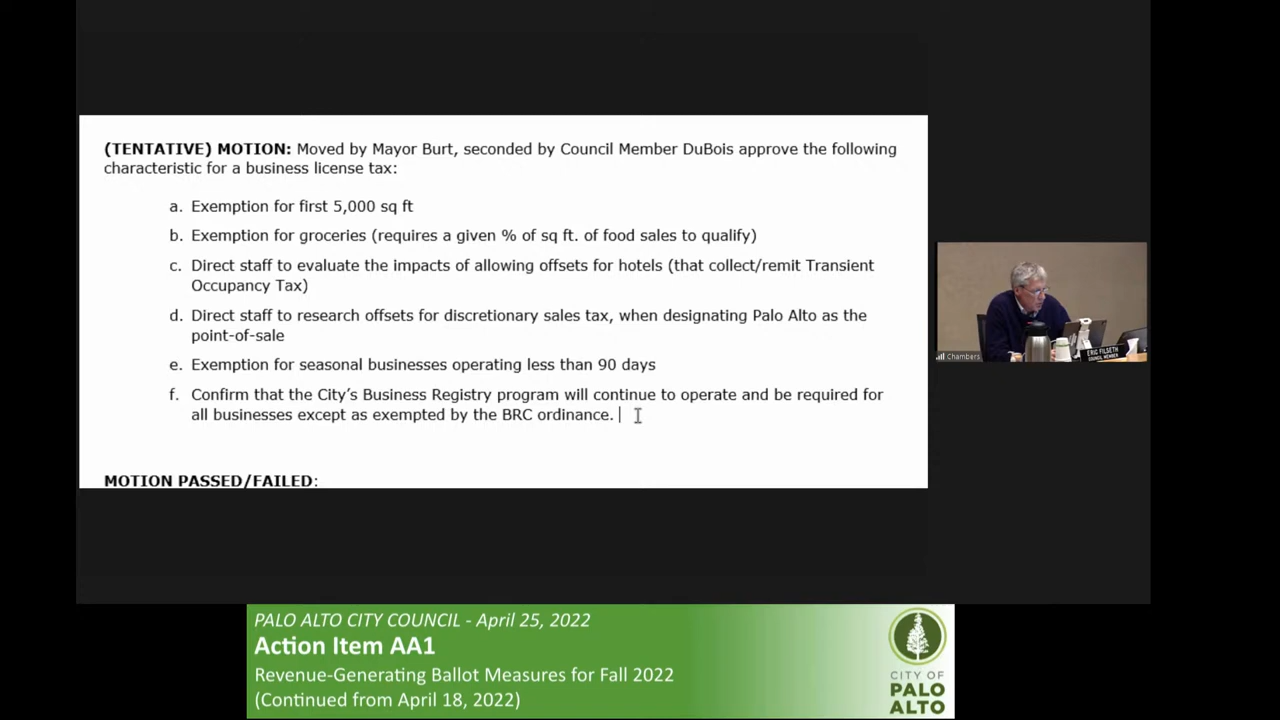 (TENTATIVE) MOTION: Moved by Mayor Burt, seconded by Council Member DuBois approve the following
characteristic for a business license tax:
a. Exemption for first 5,000 sq ft
b. Exemption for groceries (requires a given % of sq ft. of food sales to qualify)
c. Direct staff to evaluate the impacts of allowing offsets for hotels (that collect/remit Transient
Occupancy Tax)
d. Direct staff to research offsets for discretionary sales tax, when designating Palo Alto as the
point-of-sale
e. Exemption for seasonal businesses operating less than 90 days
f. Confirm that the City’s Business Registry program will continue to operate and be required for
all businesses except as exempted by the BRC ordinance.
MOTION PASSED/FAILED:
Chambers
ERIC FILSETH
COUNCIL MEMBER
PALO ALTO CITY COUNCIL - April 25, 2022
Action Item AA1
Revenue-Generating Ballot Measures for Fall 2022
(Continued from April 18, 2022)
CITY OF
PALO
ALTO